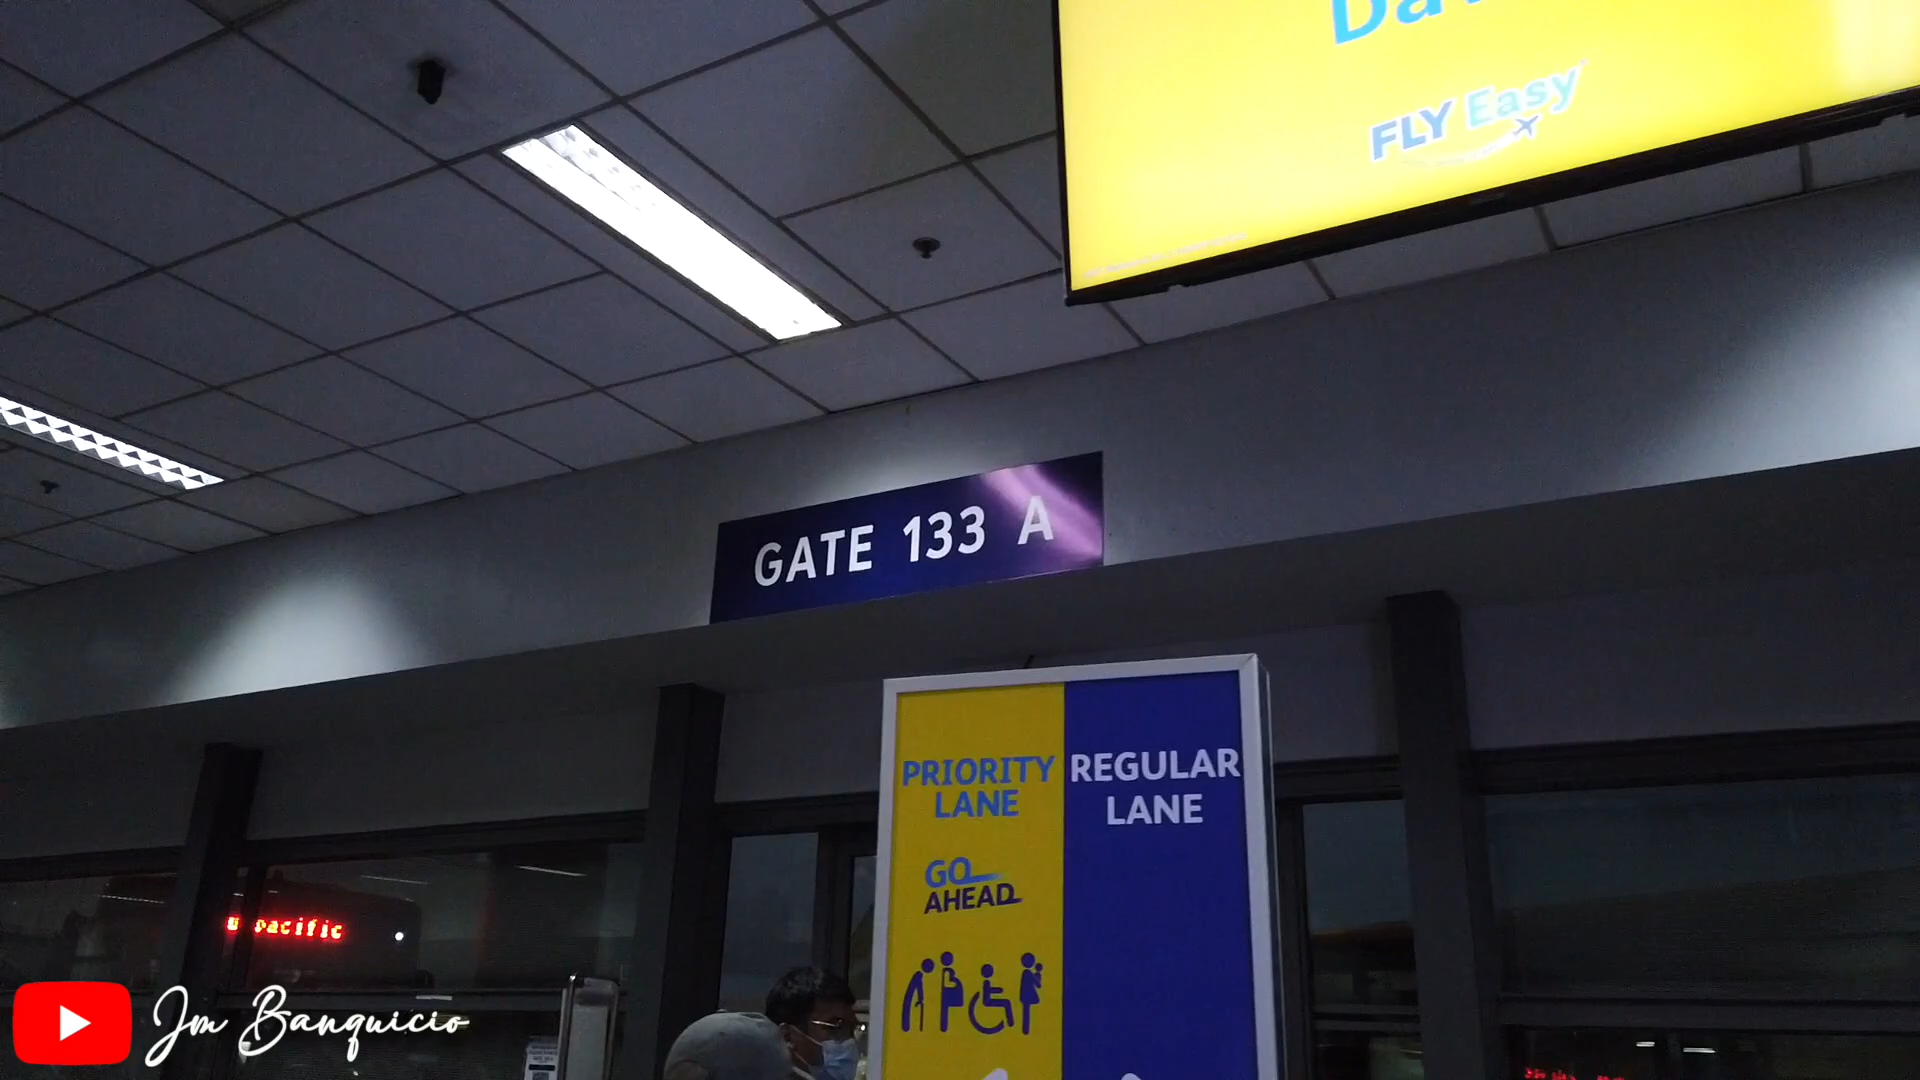 FLY Easy
GATE 133 A
PRIORITY
LANE
REGULAR
LANE
GO
AHEAD
pacific
Jm Banquicio